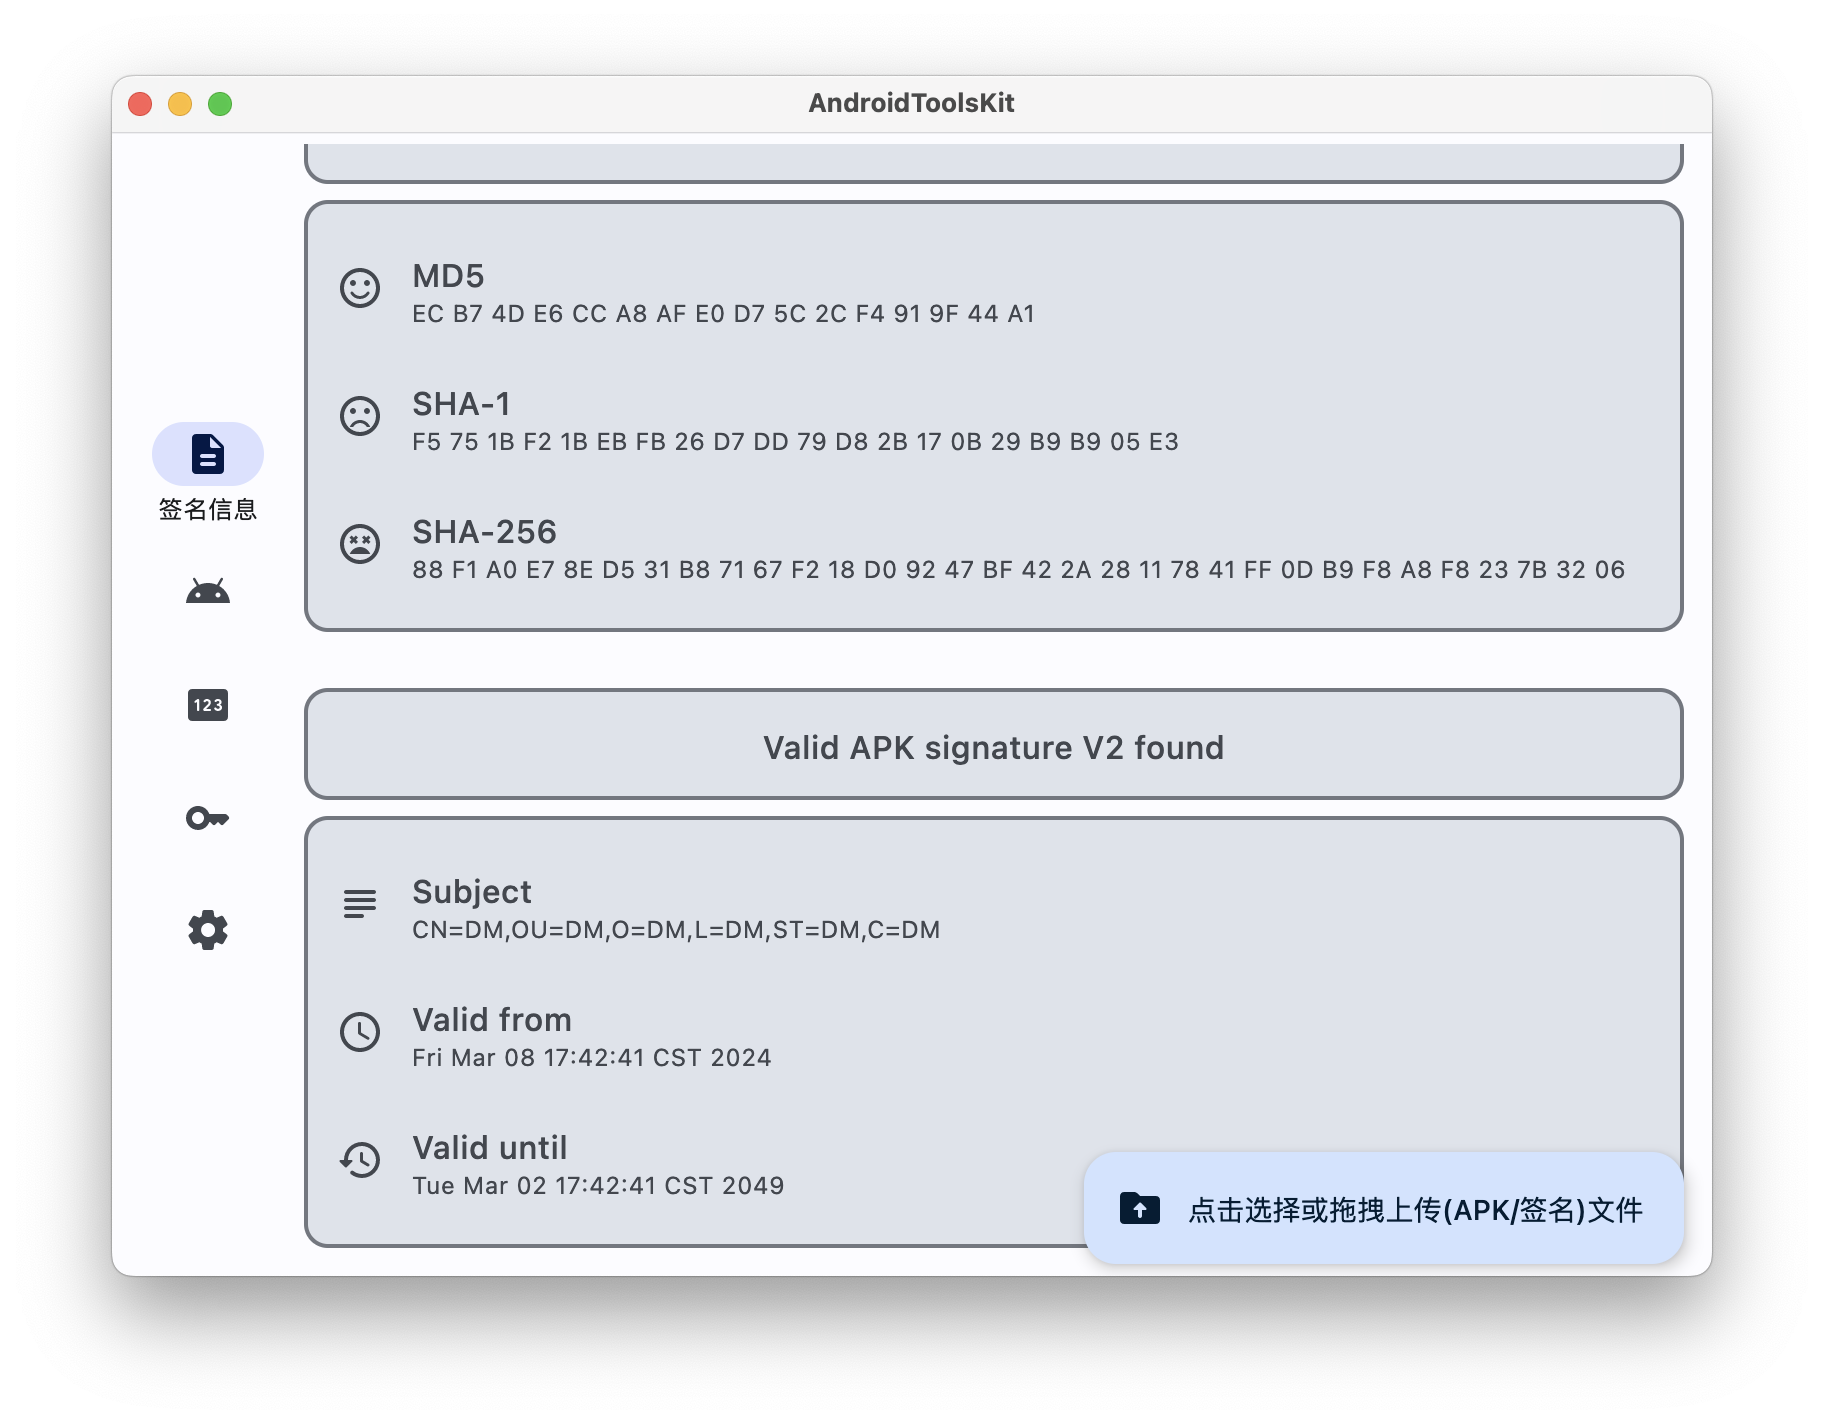 AndroidToolsKit
MD5
EC B7 4D E6 CC A8 AF E0 D7 5C 2C F4 91 9F 44 A1
SHA-1
F5 75 1B F2 1B EB FB 26 D7 DD 79 D8 2B 17 0B 29 B9 B9 05 E3
SHA-256
88 F1 A0 E7 8E D5 31 B8 71 67 F2 18 D0 92 47 BF 42 2A 28 11 78 41 FF 0D B9 F8 A8 F8 23 7B 32 06
签名信息
123
Valid APK signature V2 found
Subject
CN=DM,OU=DM,O=DM,L=DM,ST=DM,C=DM
Valid from
Fri Mar 08 17:42:41 CST 2024
Valid until
Tue Mar 02 17:42:41 CST 2049
点击选择或拖拽上传(APK/签名)文件